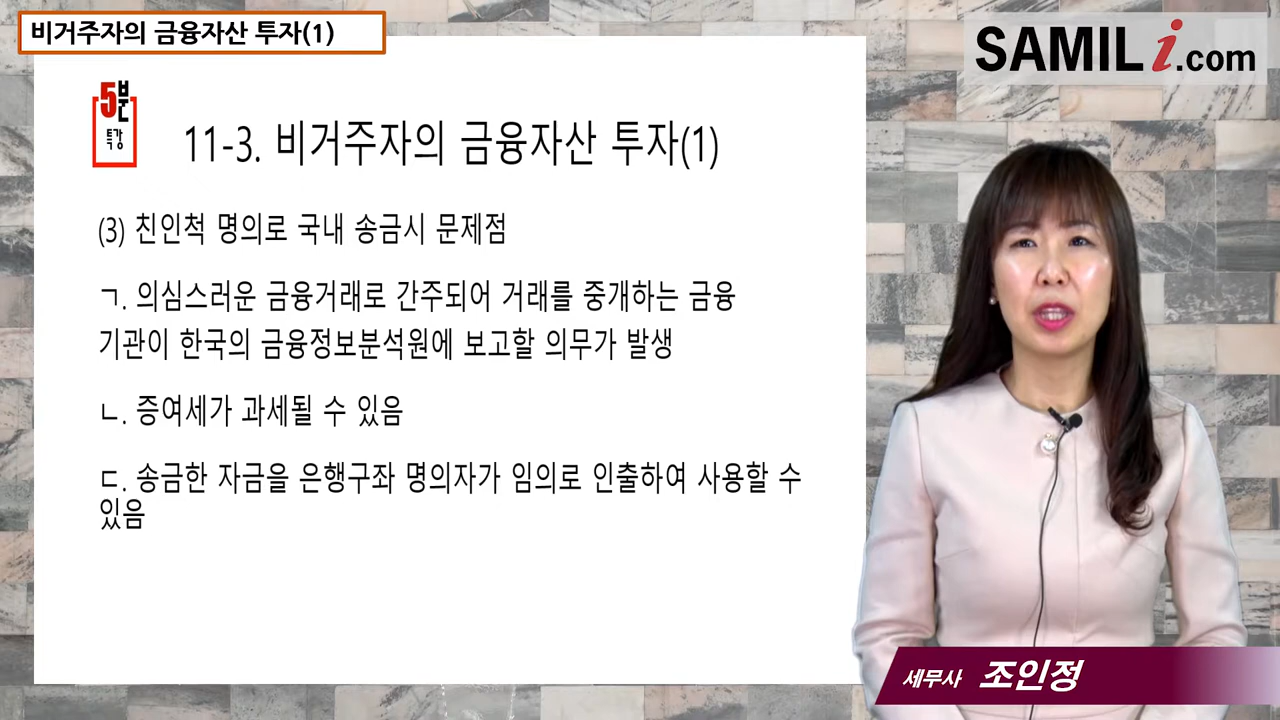 비거주자의 금융자산 투자(1)
SAMILi.com
5분
특강
11-3. 비거주자의 금융자산 투자(1)
(3) 친인척 명의로 국내 송금시 문제점
ㄱ. 의심스러운 금융거래로 간주되어 거래를 중개하는 금융
기관이 한국의 금융정보분석원에 보고할 의무가 발생
ㄴ. 증여세가 과세될 수 있음
ㄷ. 송금한 자금을 은행구좌 명의자가 임의로 인출하여 사용할 수
있음
세무사 조인정